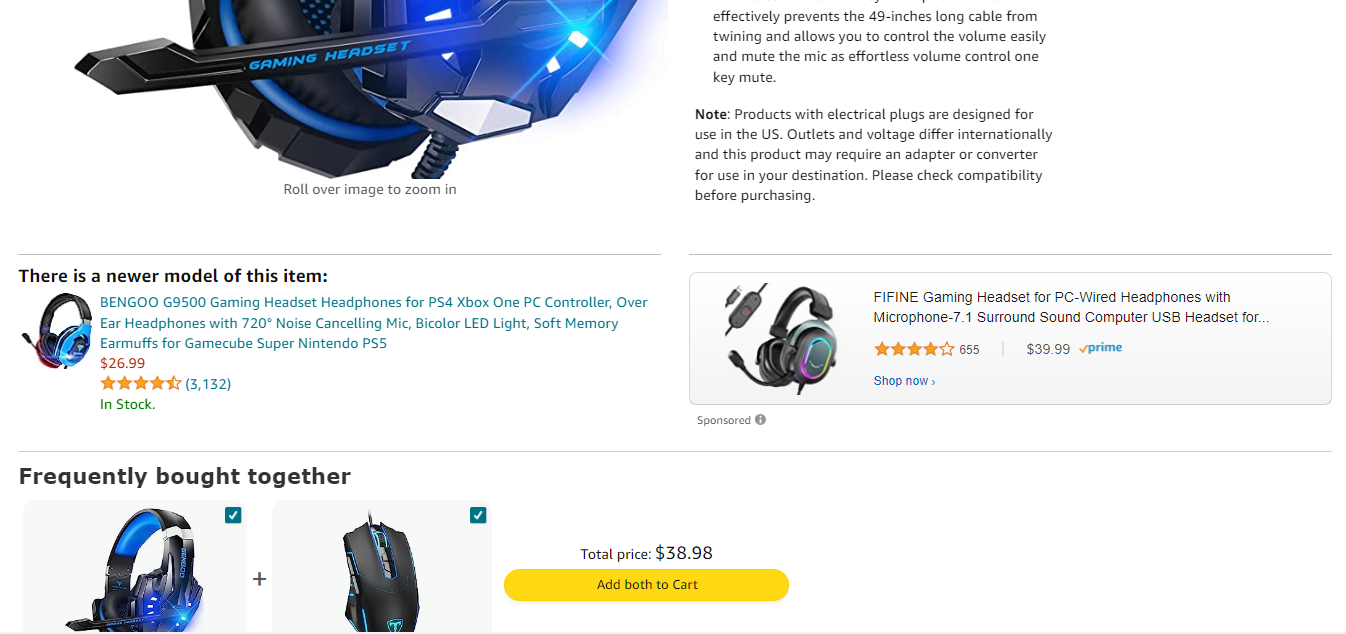 GAMING HEADSET
Roll over image to zoom in
effectively prevents the 49-inches long cable from
twining and allows you to control the volume easily
and mute the mic as effortless volume control one
key mute.
Note: Products with electrical plugs are designed for
use in the US. Outlets and voltage differ internationally
and this product may require an adapter or converter
for use in your destination. Please check compatibility
before purchasing.
There is a newer model of this item:
BENGOO G9500 Gaming Headset Headphones for PS4 Xbox One PC Controller, Over
Ear Headphones with 720° Noise Cancelling Mic, Bicolor LED Light, Soft Memory
Earmuffs for Gamecube Super Nintendo PS5
$26.99
(3,132)
In Stock.
FIFINE Gaming Headset for PC-Wired Headphones with
Microphone-7.1 Surround Sound Computer USB Headset for...
655 | $39.99 prime
Shop now ›
Sponsored
Frequently bought together
BENGOO
GAMING HEADSET
+
Total price: $38.98
Add both to Cart